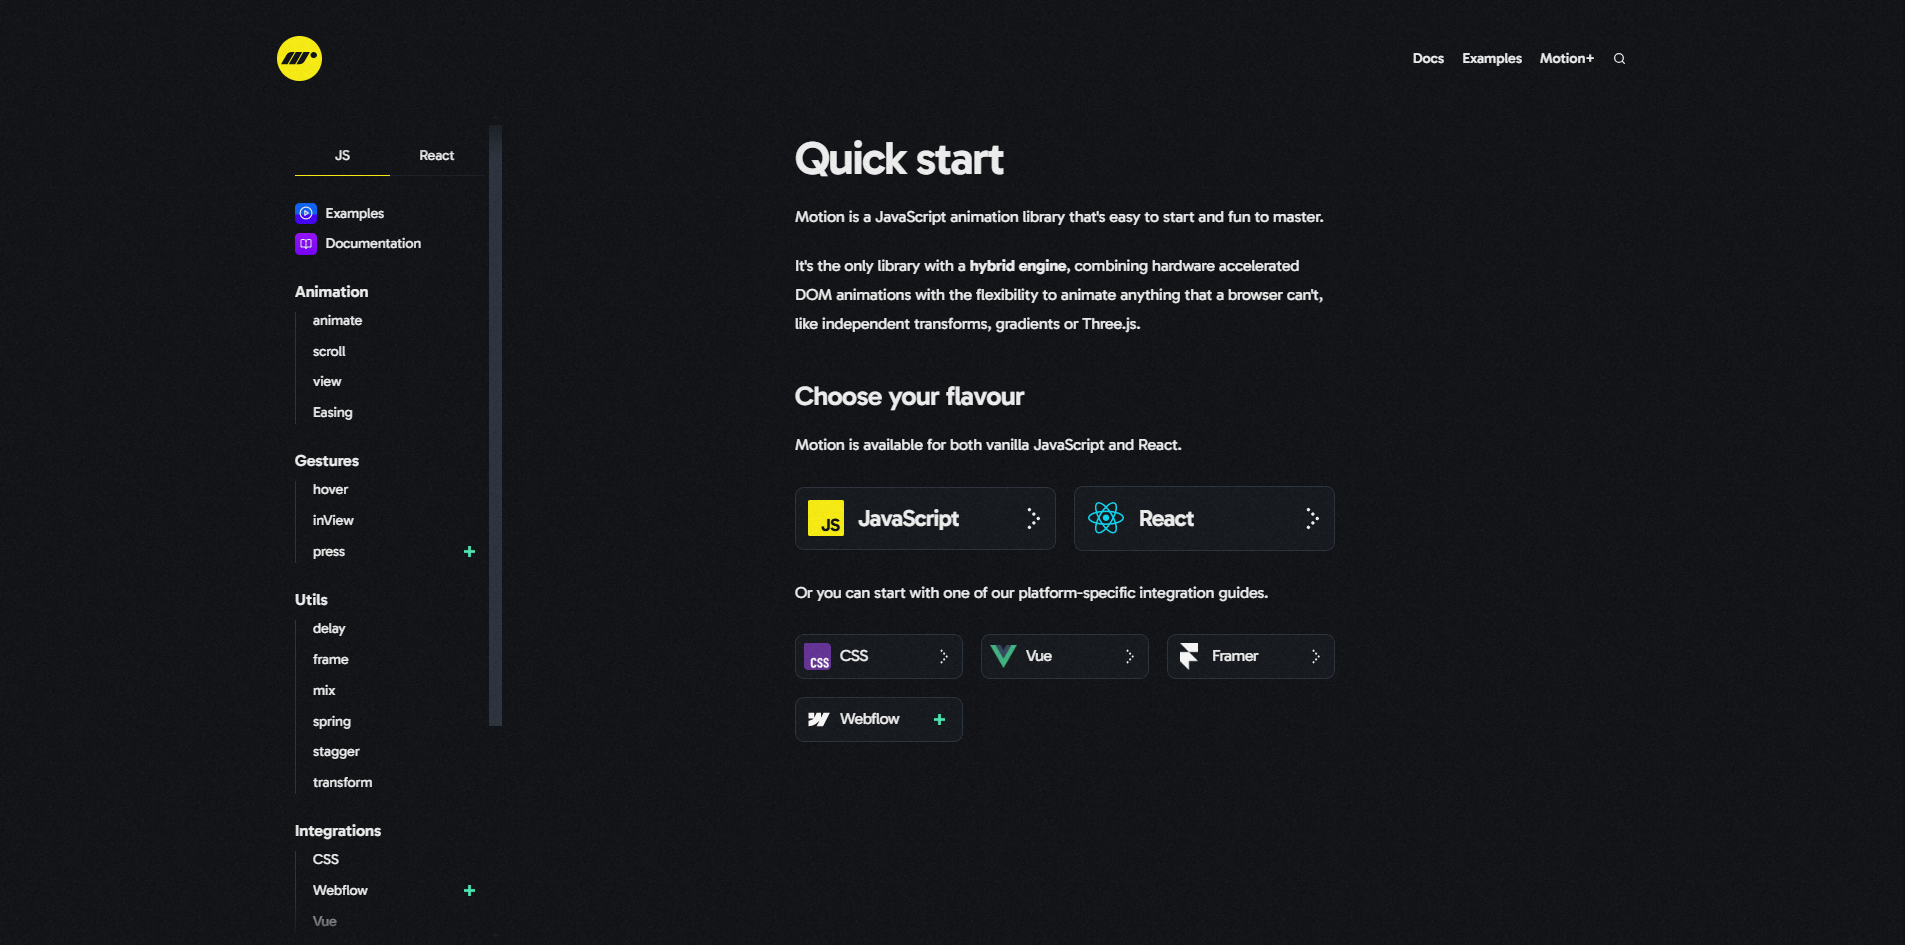 Docs Examples Motion+
JS React
Examples
Documentation
Animation
animate
scroll
view
Easing
Gestures
hover
inView
press
Utils
delay
frame
mix
spring
stagger
transform
Integrations
CSS
Webflow
Vue
Quick start
Motion is a JavaScript animation library that's easy to start and fun to master.
It's the only library with a hybrid engine, combining hardware accelerated
DOM animations with the flexibility to animate anything that a browser can't,
like independent transforms, gradients or Three.js.
Choose your flavour
Motion is available for both vanilla JavaScript and React.
JS JavaScript
React
Or you can start with one of our platform-specific integration guides.
CSS CSS
Vue
Framer
Webflow